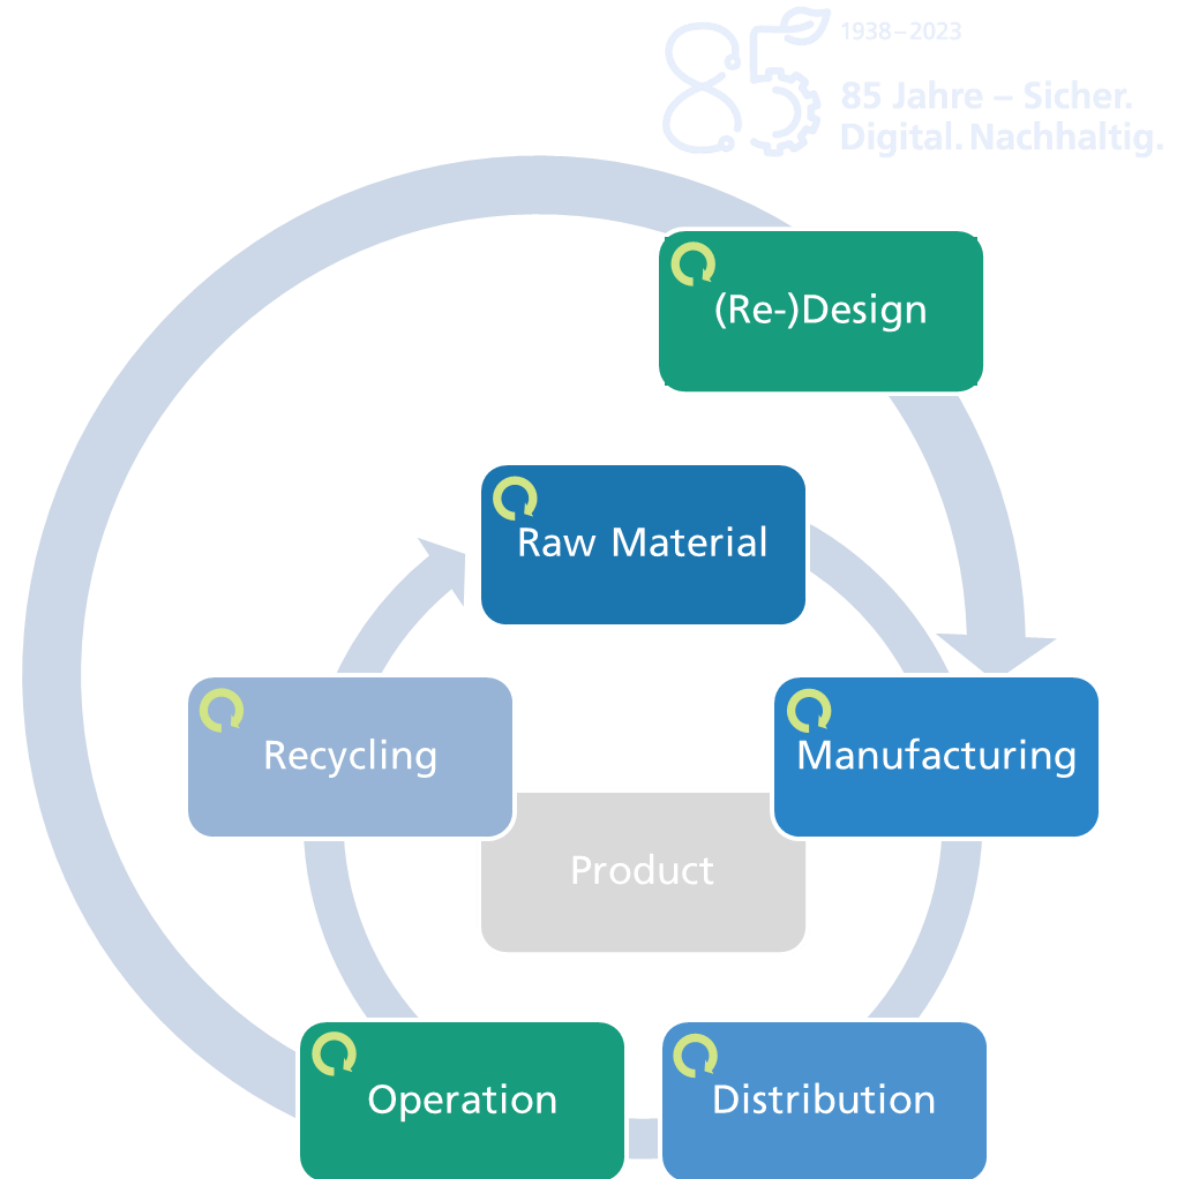 1938–2023
85 Jahre – Sicher.
Digital. Nachhaltig.
(Re-)Design
Raw Material
Recycling
Manufacturing
Product
Operation
Distribution